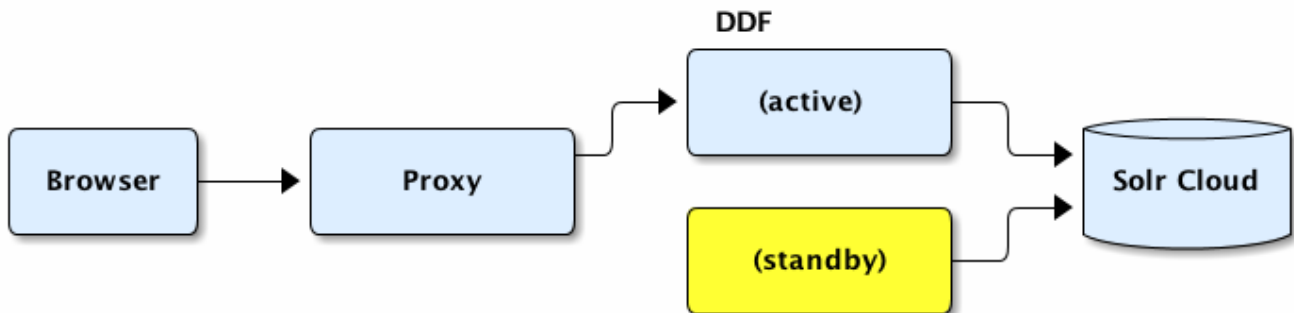 DDF
(active)
Browser
Proxy
Solr Cloud
(standby)